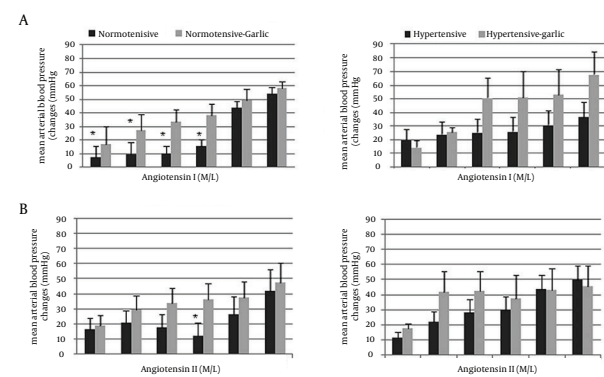 A
Normotenisive Normotensive-Garlic
mean arterial blood pressure
changes (mmHg
90
80
70
60
50
40
30
20
10
0
* * * *
Angiotensin I (M/L)
Hypertensive Hypertensive-garlic
mean arterial blood pressure
(changes (mmHg
90
80
70
60
50
40
30
20
10
0
Angiotensin I (M/L)
B
mean arterial blood pressure
changes (mmHg)
90
80
70
60
50
40
30
20
10
0
*
Angiotensin II (M/L)
mean arterial blood pressure
changes (mmHg)
90
80
70
60
50
40
30
20
10
0
Angiotensin II (M/L)